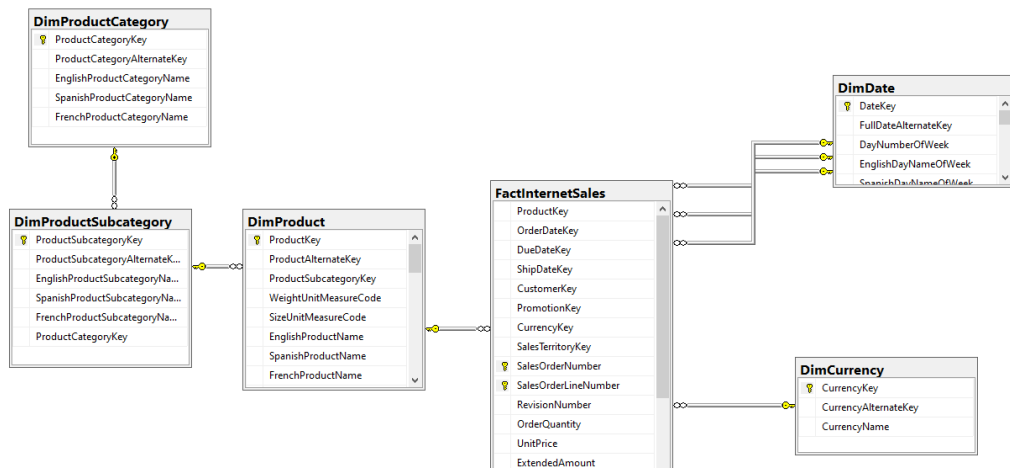 DimProductCategory
ProductCategoryKey
ProductCategoryAlternateKey
EnglishProductCategoryName
SpanishProductCategoryName
FrenchProductCategoryName
DimProductSubcategory
ProductSubcategoryKey
ProductSubcategoryAlternateK...
EnglishProductSubcategoryNa...
SpanishProductSubcategoryNa...
FrenchProductSubcategoryNa...
ProductCategoryKey
DimProduct
ProductKey
ProductAlternateKey
ProductSubcategoryKey
WeightUnitMeasureCode
SizeUnitMeasureCode
EnglishProductName
SpanishProductName
FrenchProductName
FactInternetSales
ProductKey
OrderDateKey
DueDateKey
ShipDateKey
CustomerKey
PromotionKey
CurrencyKey
SalesTerritoryKey
SalesOrderNumber
SalesOrderLineNumber
RevisionNumber
OrderQuantity
UnitPrice
ExtendedAmount
DimDate
DateKey
FullDateAlternateKey
DayNumberOfWeek
EnglishDayNameOfWeek
SpanishDayNameOfWeek
DimCurrency
CurrencyKey
CurrencyAlternateKey
CurrencyName